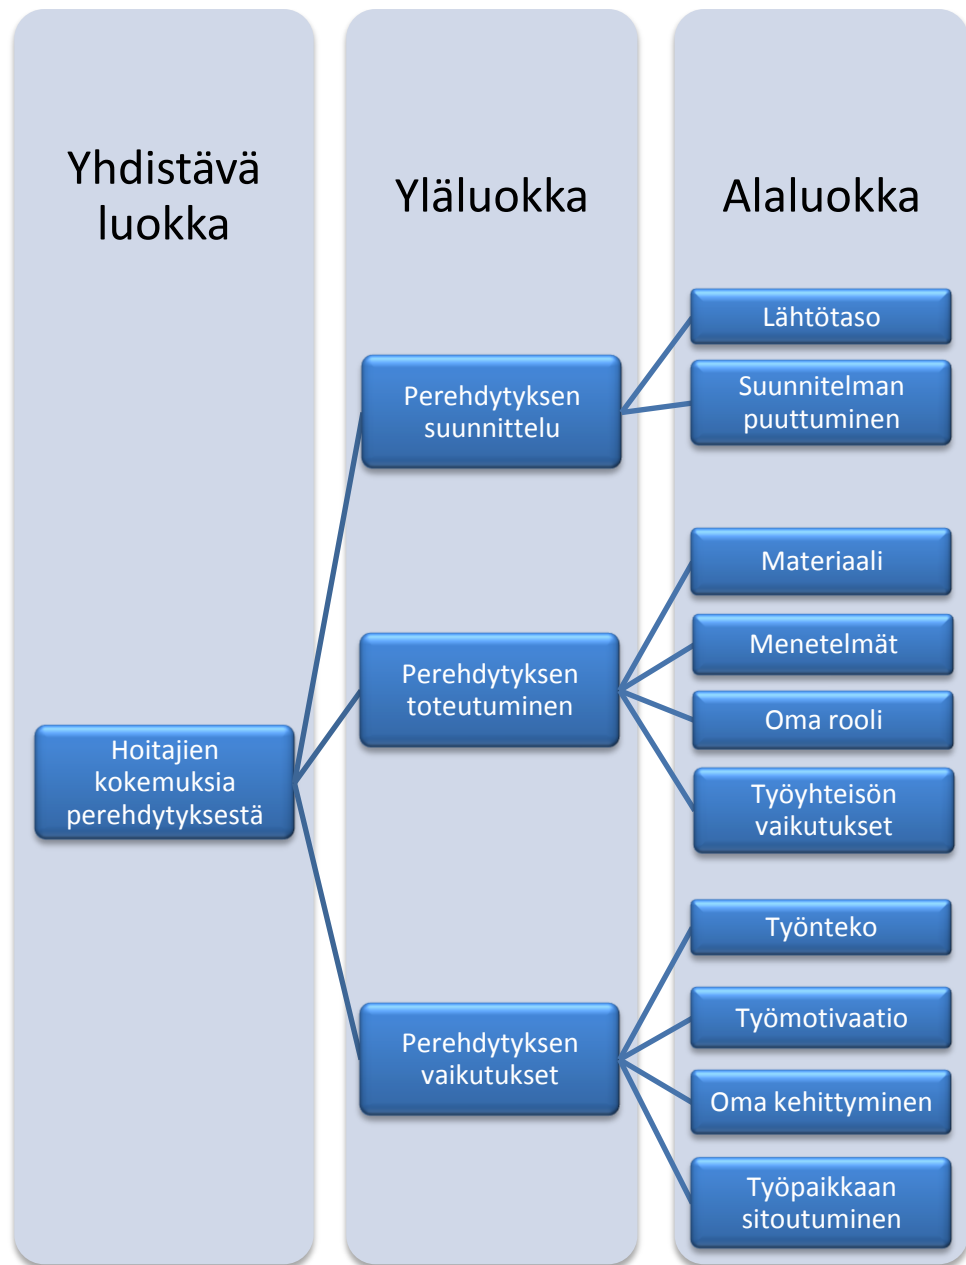 Yhdistävä
luokka
Yläluokka
Alaluokka
Hoitajien
kokemuksia
perehdytyksestä
Perehdytyksen
suunnittelu
Perehdytyksen
toteutuminen
Perehdytyksen
vaikutukset
Lähtötaso
Suunnitelman
puuttuminen
Materiaali
Menetelmät
Oma rooli
Työyhteisön
vaikutukset
Työnteko
Työmotivaatio
Oma kehittyminen
Työpaikkaan
sitoutuminen